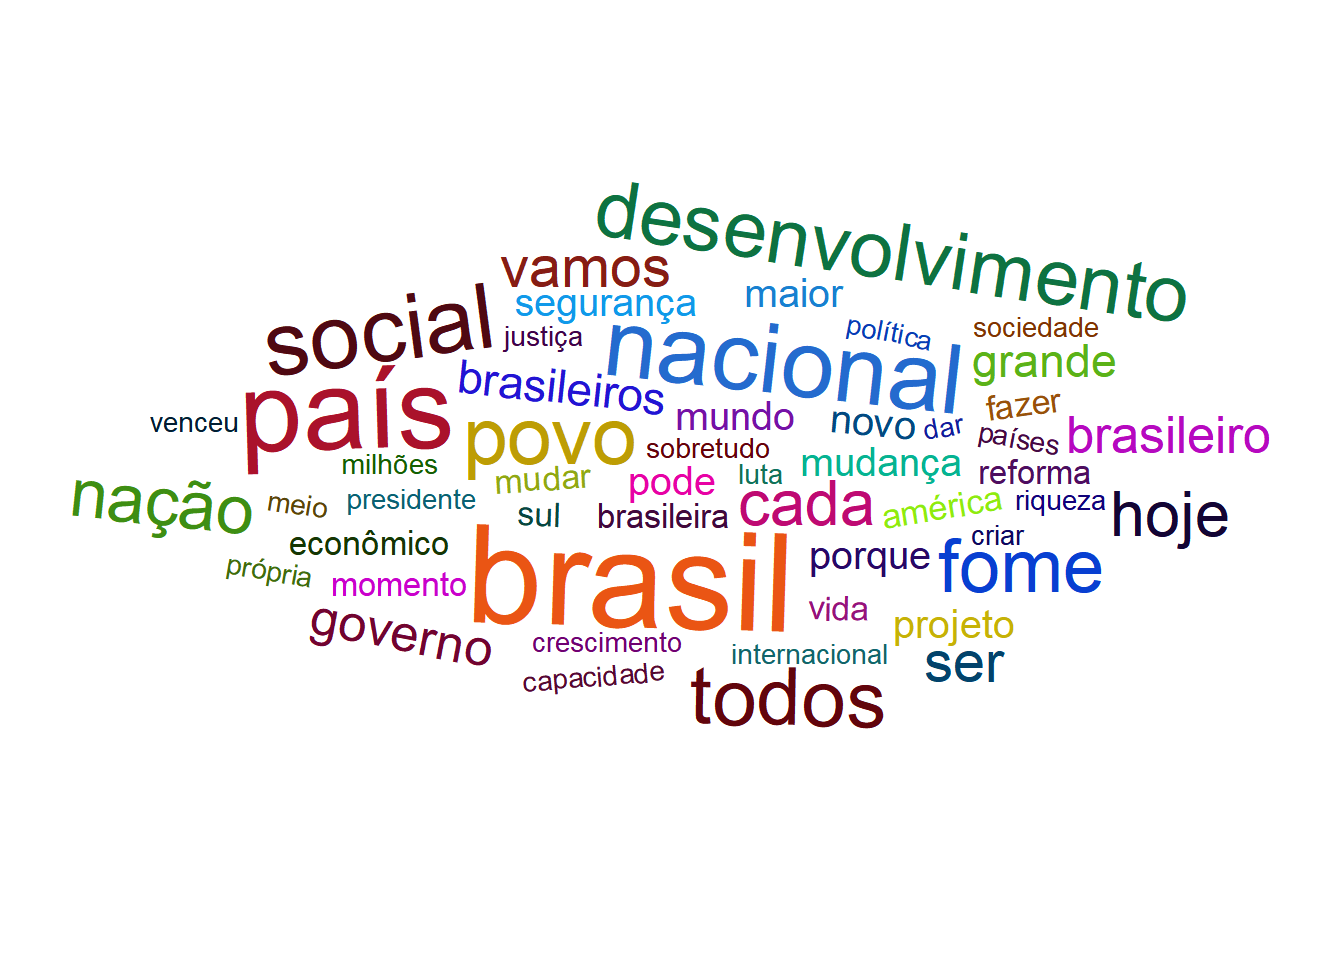 desenvolvimento
vamos
segurança
maior
social
justiça
nacional
política
sociedade
grande
país
brasileiros
mundo
novo
dar
fazer
países
brasileiro
venceu
povo
sobretudo
mudança
milhões
mudar
pode
luta
reforma
nação
meio
presidente
sul
brasileira
cada
américa
riqueza
hoje
econômico
brasil
porque
criar
fome
própria
momento
vida
projeto
governo
crescimento
internacional
ser
capacidade
todos